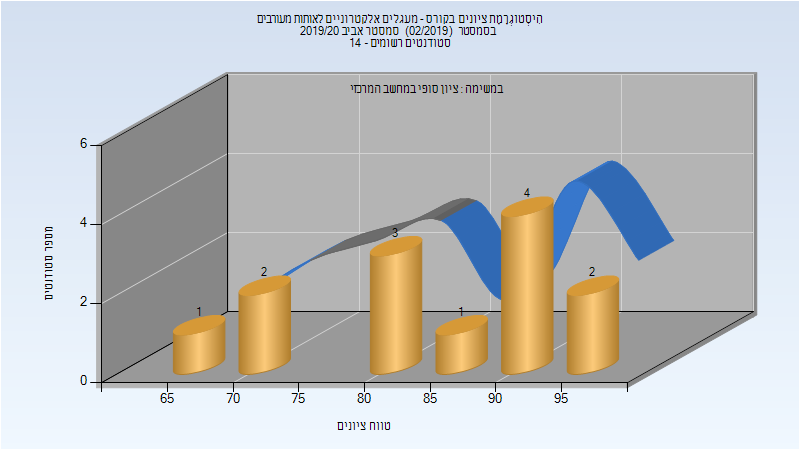 הִיסְטוֹגְרָמַת ציונים בקורס - מעגלים אלקטרוניים לאותות מעורבים
בסמסטר (02/2019) סמסטר אביב 2019/20
סטודנטים רשומים - 14
במשימה : ציון סופי במחשב המרכזי
מספר סטודנטים
6
4
2
0
1
2
3
1
4
2
65
70
75
80
85
90
95
טווח ציונים